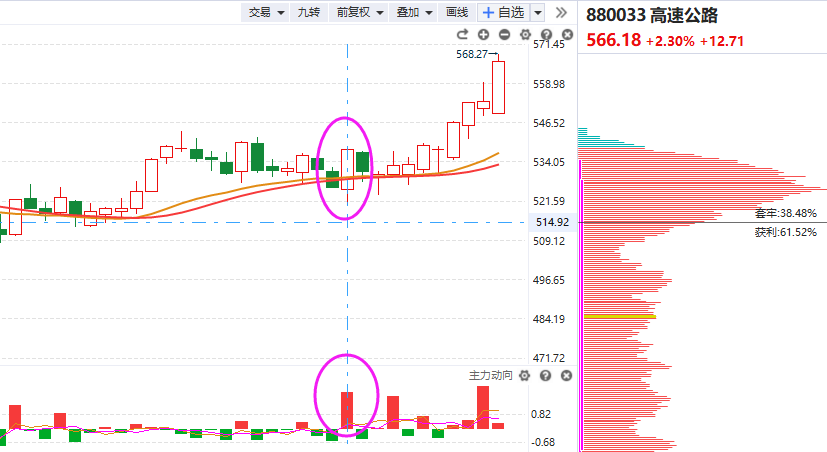 交易 九转 前复权 叠加 画线 +自选
880033 高速公路
566.18 +2.30% +12.71
568.27
571.45
558.98
546.52
534.05
521.59
514.92
509.12
496.65
484.19
471.72
套牢:38.48%
获利:61.52%
主力动向
0.82
-0.68